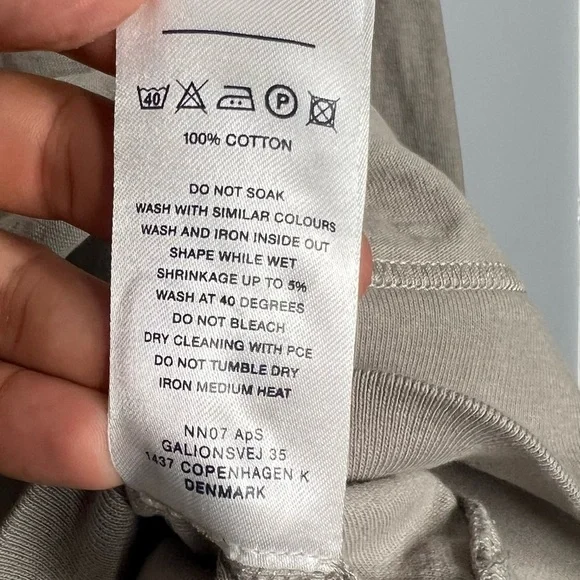 40 P
100% COTTON
DO NOT SOAK
WASH WITH SIMILAR COLOURS
WASH AND IRON INSIDE OUT
SHAPE WHILE WET
SHRINKAGE UP TO 5%
WASH AT 40 DEGREES
DO NOT BLEACH
DRY CLEANING WITH PCE
DO NOT TUMBLE DRY
IRON MEDIUM HEAT
NN07 ApS
GALIONSVEJ 35
1437 COPENHAGEN K
DENMARK